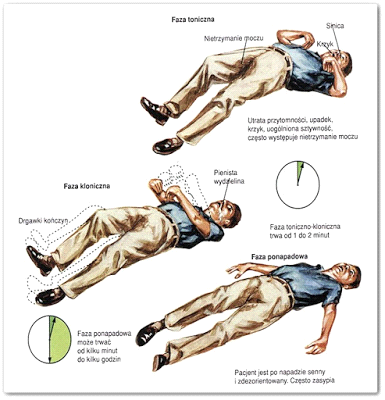 Faza toniczna
Sinica
Nietrzymanie moczu
Krzyk
Utrata przytomności, upadek,
krzyk, uogólniona sztywność,
często występuje nietrzymanie moczu
Faza kloniczna
Pienista
wydzielina
Drgawki kończyn
Faza toniczno-kloniczna
trwa od 1 do 2 minut
Faza ponapadowa
Faza ponapadowa
może trwać
od kilku minut
do kilku godzin
Pacjent jest po napadzie senny
i zdezorientowany. Często zasypia